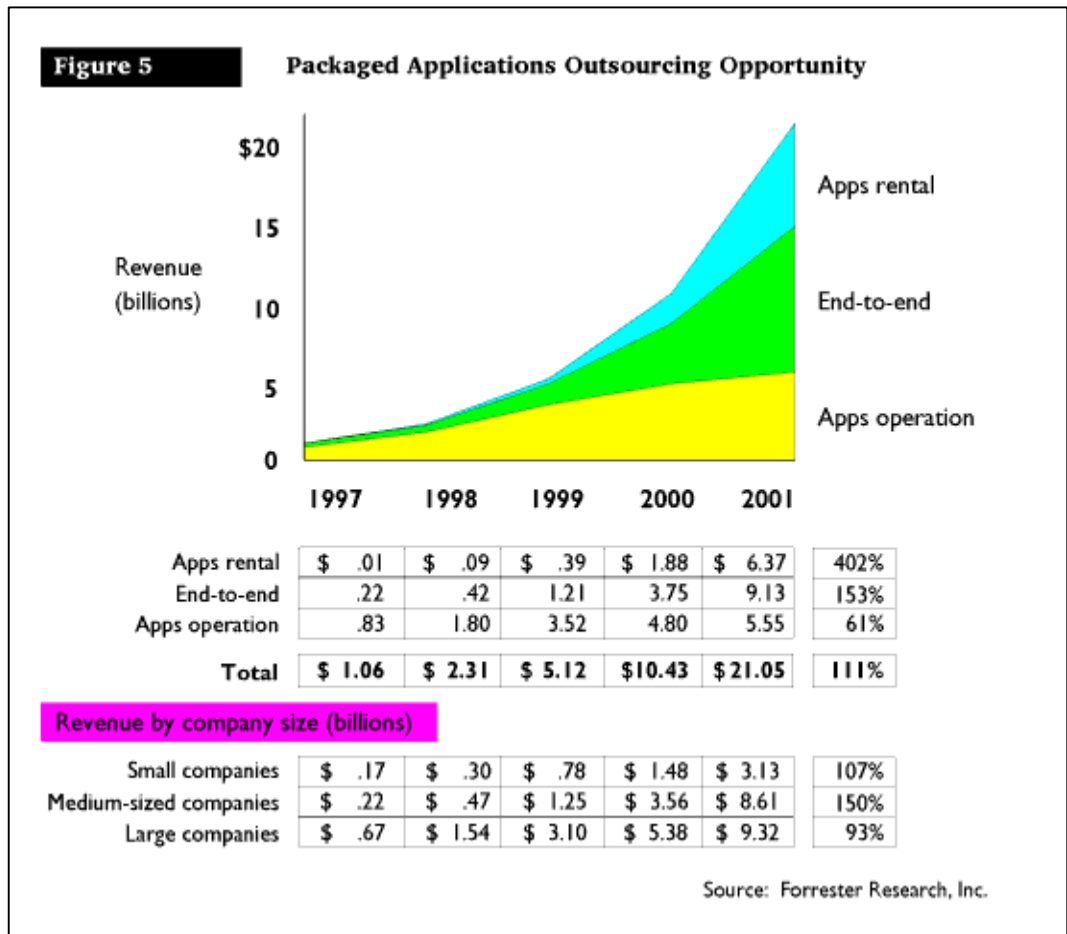 Figure 5 Packaged Applications Outsourcing Opportunity
$20
15
10
5
0
Revenue
(billions)
Apps rental
End-to-end
Apps operation
1997 1998 1999 2000 2001
Apps rental $ .01 $ .09 $ .39 $ 1.88 $ 6.37 402%
End-to-end .22 .42 1.21 3.75 9.13 153%
Apps operation .83 1.80 3.52 4.80 5.55 61%
Total $ 1.06 $ 2.31 $ 5.12 $10.43 $21.05 111%
Revenue by company size (billions)
Small companies $ .17 $ .30 $ .78 $ 1.48 $ 3.13 107%
Medium-sized companies $ .22 $ .47 $ 1.25 $ 3.56 $ 8.61 150%
Large companies $ .67 $ 1.54 $ 3.10 $ 5.38 $ 9.32 93%
Source: Forrester Research, Inc.